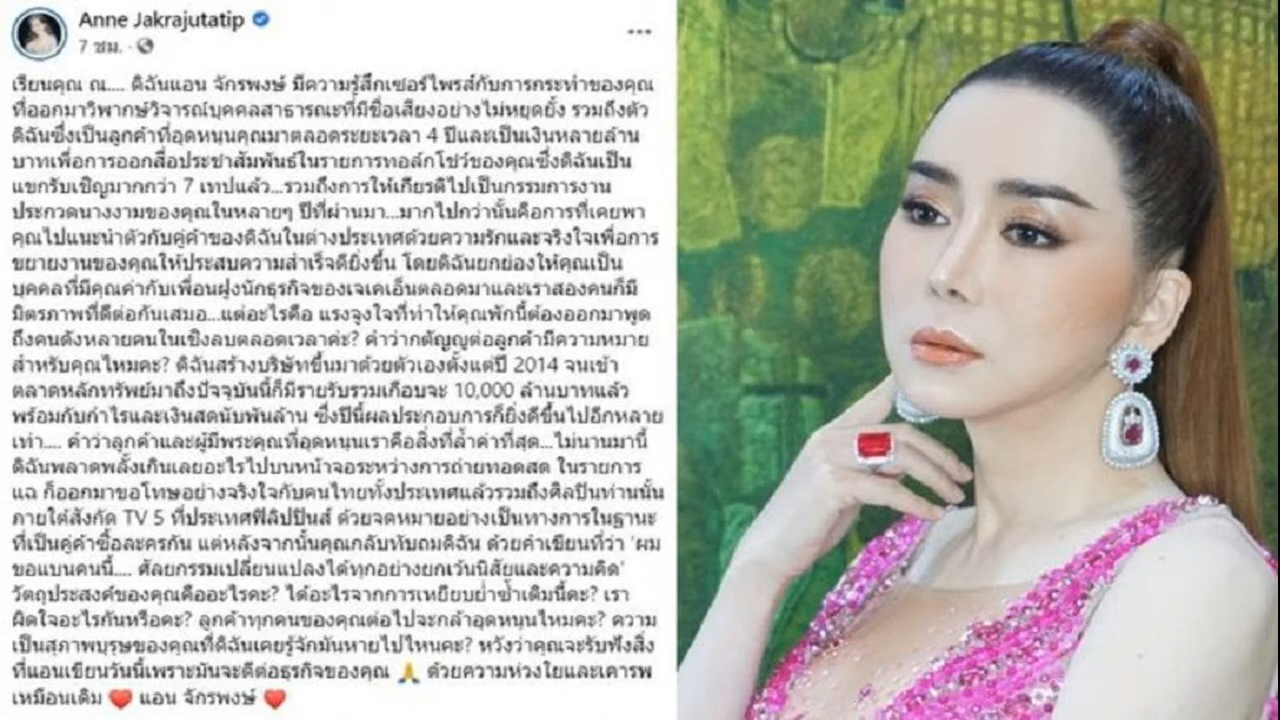 Anne Jakrajutatip
7 ชม. ·
เรียนคุณ ณ.... ดิฉันแอน จักรพงษ์ มีความรู้สึกเซอร์ไพรส์กับการกระทำของคุณ
ที่ออกมาวิพากษ์วิจารณ์บุคคลสาธารณะที่มีชื่อเสียงอย่างไม่หยุดยั้ง รวมถึงตัว
ดิฉันซึ่งเป็นลูกค้าที่อุดหนุนคุณมาตลอดระยะเวลา 4 ปีและเป็นเงินหลายล้าน
บาทเพื่อการออกสื่อประชาสัมพันธ์ในรายการทอล์กโชว์ของคุณซึ่งดิฉันเป็น
แขกรับเชิญมากกว่า 7 เทปแล้ว...รวมถึงการให้เกียรติไปเป็นกรรมการงาน
ประกวดนางงามของคุณในหลายๆ ปีที่ผ่านมา...มากไปกว่านั้นคือการที่เคยพา
คุณไปแนะนำตัวกับคู่ค้าของดิฉันในต่างประเทศด้วยความรักและจริงใจเพื่อการ
ขยายงานของคุณให้ประสบความสำเร็จดียิ่งขึ้น โดยดิฉันยกย่องให้คุณเป็น
บุคคลที่มีคุณค่ากับเพื่อนฝูงนักธุรกิจของเจเคเอ็นตลอดมาและเราสองคนก็มี
มิตรภาพที่ดีต่อกันเสมอ...แต่อะไรคือ แรงจูงใจที่ทำให้คุณพักนี้ต้องออกมาพูด
ถึงคนดังหลายคนในเชิงลบตลอดเวลาค่ะ? คำว่ากตัญญูต่อลูกค้ามีความหมาย
สำหรับคุณไหมคะ? ดิฉันสร้างบริษัทขึ้นมาด้วยตัวเองตั้งแต่ปี 2014 จนเข้า
ตลาดหลักทรัพย์มาถึงปัจจุบันนี้ก็มีรายรับรวมเกือบจะ 10,000 ล้านบาทแล้ว
พร้อมกับกำไรและเงินสดนับพันล้าน ซึ่งปีนี้ผลประกอบการก็ยิ่งดีขึ้นไปอีกหลาย
เท่า.... คำว่าลูกค้าและผู้มีพระคุณที่อุดหนุนเราคือสิ่งที่ล้ำค่าที่สุด...ไม่นานมานี้
ดิฉันพลาดพลั้งเกินเลยอะไรไปบนหน้าจอระหว่างการถ่ายทอดสด ในรายการ
แฉ ก็ออกมาขอโทษอย่างจริงใจกับคนไทยทั้งประเทศแล้วรวมถึงศิลปินท่านนั้น
ภายใต้สังกัด TV 5 ที่ประเทศฟิลิปปินส์ ด้วยจดหมายอย่างเป็นทางการในฐานะ
ที่เป็นคู่ค้าซื้อละครกัน แต่หลังจากนั้นคุณกลับทับถมดิฉัน ด้วยคำเขียนที่ว่า 'ผม
ขอแบนคนนี้.... ศัลยกรรมเปลี่ยนแปลงได้ทุกอย่างยกเว้นนิสัยและความคิด'
วัตถุประสงค์ของคุณคืออะไรคะ? ได้อะไรจากการเหยียบย่ำซ้ำเติมนี้คะ? เรา
ผิดใจอะไรกันหรือคะ? ลูกค้าทุกคนของคุณต่อไปจะกล้าอุดหนุนไหมคะ? ความ
เป็นสุภาพบุรุษของคุณที่ดิฉันเคยรู้จักมันหายไปไหนคะ? หวังว่าคุณจะรับฟังสิ่ง
ที่แอนเขียนวันนี้เพราะมันจะดีต่อธุรกิจของคุณ 🙏 ด้วยความห่วงใยและเคารพ
เหมือนเดิม ♥️ แอน จักรพงษ์ ♥️